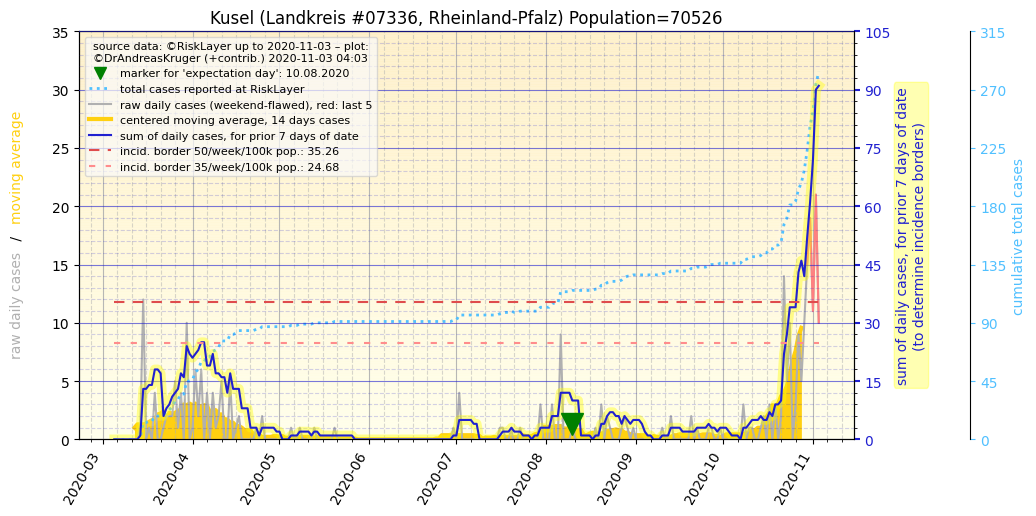 Kusel (Landkreis #07336, Rheinland-Pfalz) Population=70526
source data: ©RiskLayer up to 2020-11-03 – plot:
©DrAndreasKruger (+contrib.) 2020-11-03 04:03
marker for 'expectation day': 10.08.2020
total cases reported at RiskLayer
raw daily cases (weekend-flawed), red: last 5
centered moving average, 14 days cases
sum of daily cases, for prior 7 days of date
incid. border 50/week/100k pop.: 35.26
incid. border 35/week/100k pop.: 24.68
raw daily cases / moving average
35
30
25
20
15
10
5
0
2020-03
2020-04
2020-05
2020-06
2020-07
2020-08
2020-09
2020-10
2020-11
105
90
75
60
45
30
15
0
sum of daily cases, for prior 7 days of date
(to determine incidence borders)
315
270
225
180
135
90
45
0
cumulative total cases